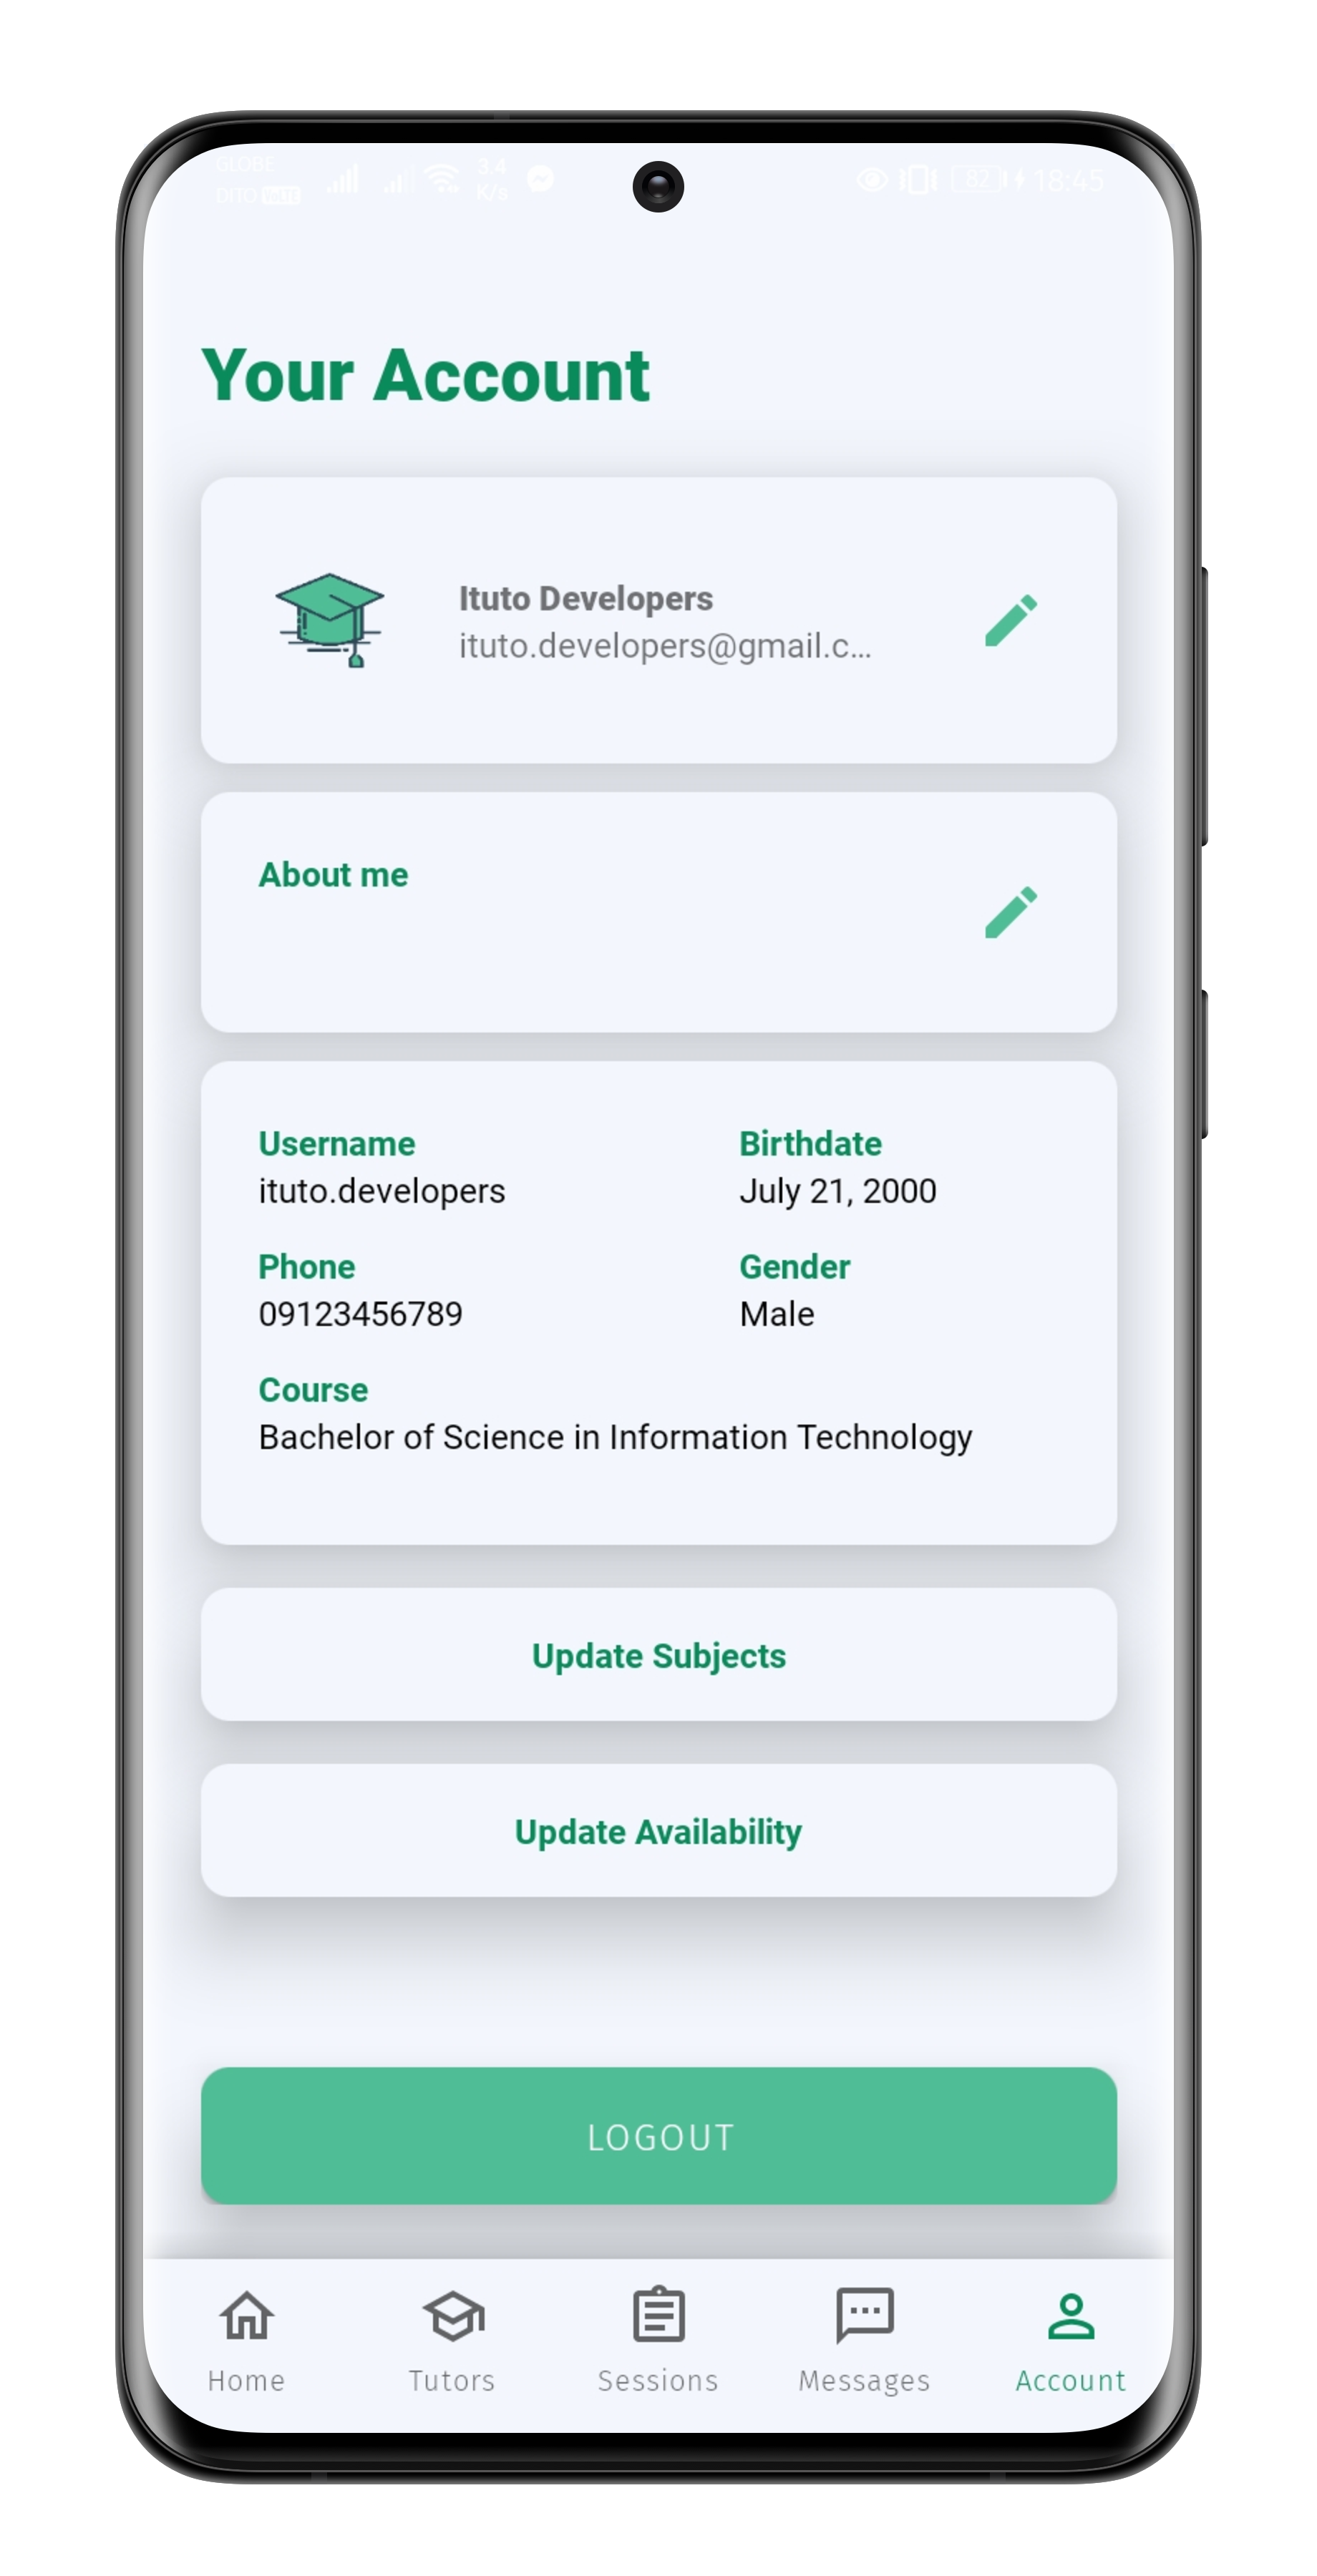 GLOBE
DITO VoLTE
3.4
K/s
82
18:45
Your Account
Ituto Developers
ituto.developers@gmail.c...
About me
Username
Birthdate
ituto.developers
July 21, 2000
Phone
Gender
09123456789
Male
Course
Bachelor of Science in Information Technology
Update Subjects
Update Availability
LOGOUT
Home
Tutors
Sessions
Messages
Account